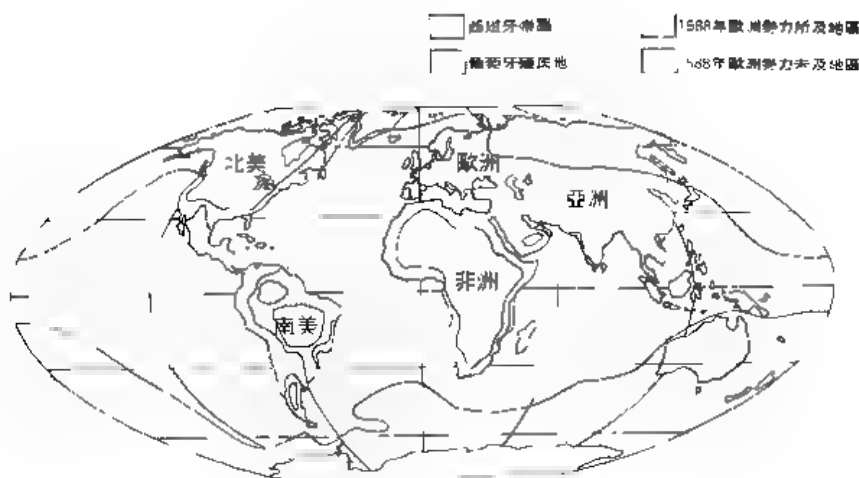 西班牙帝國
1588年歐洲勢力所及地區
葡萄牙殖民地
1588年歐洲勢力未及地區
北美
歐洲
亞洲
非洲
南美